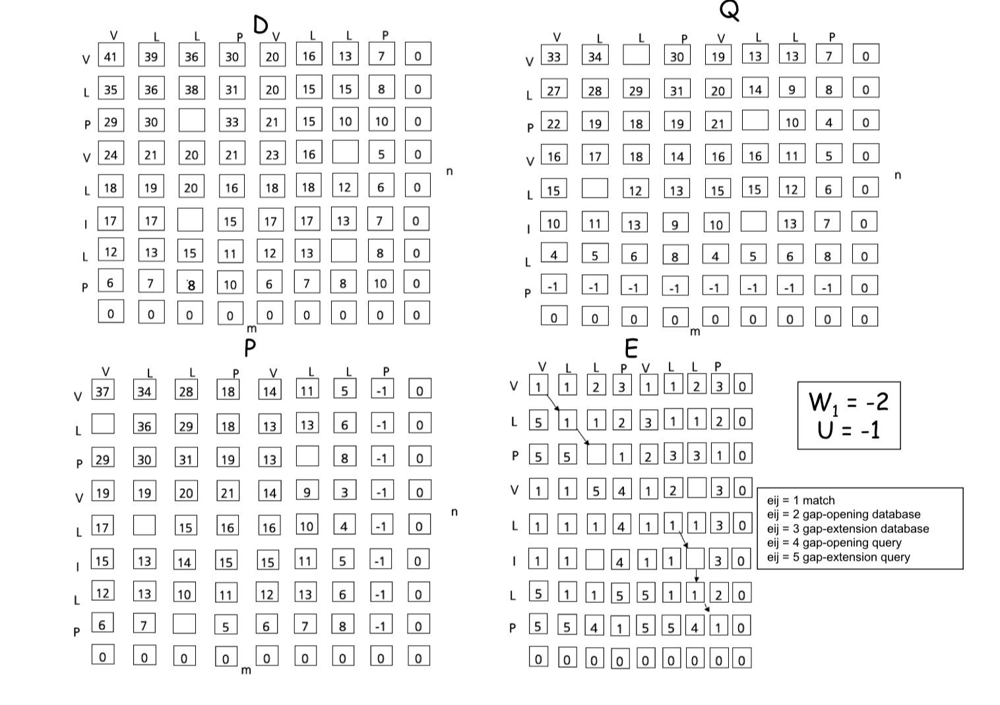 D
V L L P V L L P
V 41 39 36 30 20 16 13 7 0
L 35 36 38 31 20 15 15 8 0
P 29 30 33 21 15 10 10 0
V 24 21 20 21 23 16 5 0
n
L 18 19 20 16 18 18 12 6 0
I 17 17 15 17 17 13 7 0
L 12 13 15 11 12 13 8 0
P 6 7 8 10 6 7 8 10 0
0 0 0 0 0 0 0 0 0
m
Q
V L L P V L L P
V 33 34 30 19 13 13 7 0
L 27 28 29 31 20 14 9 8 0
P 22 19 18 19 21 10 4 0
V 16 17 18 14 16 16 11 5 0
n
L 15 12 13 15 15 12 6 0
I 10 11 13 9 10 13 7 0
L 4 5 6 8 4 5 6 8 0
P -1 -1 -1 -1 -1 -1 -1 -1 0
0 0 0 0 0 0 0 0 0
m
P
V L L P V L L P
V 37 34 28 18 14 11 5 -1 0
L 36 29 18 13 13 6 -1 0
P 29 30 31 19 13 8 -1 0
V 19 19 20 21 14 9 3 -1 0
n
L 17 15 16 16 10 4 -1 0
I 15 13 14 15 15 11 5 -1 0
L 12 13 10 11 12 13 6 -1 0
P 6 7 5 6 7 8 -1 0
0 0 0 0 0 0 0 0 0
m
E
V L L P V L L P
V 1 1 2 3 1 1 2 3 0
L 5 1 1 2 3 1 1 2 0
P 5 5 1 2 3 3 1 0
V 1 1 5 4 1 2 3 0
L 1 1 1 4 1 1 1 3 0
I 1 1 4 1 1 3 0
L 5 1 1 5 5 1 1 2 0
P 5 5 4 1 5 5 4 1 0
0 0 0 0 0 0 0 0 0
W1 = -2
U = -1
eij = 1 match
eij = 2 gap-opening database
eij = 3 gap-extension database
eij = 4 gap-opening query
eij = 5 gap-extension query